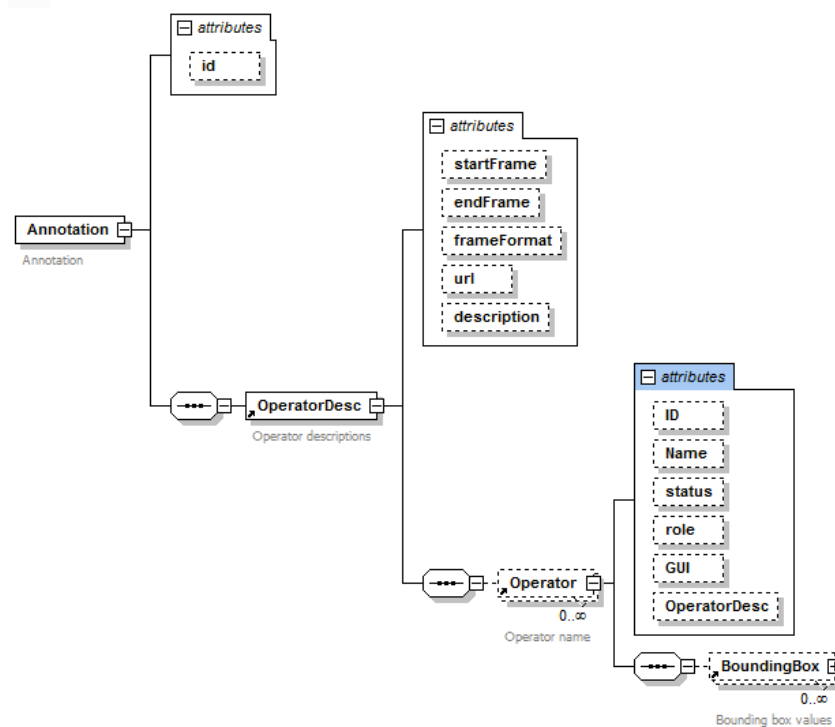 attributes
id
attributes
startFrame
endFrame
Annotation
frameFormat
Annotation
url
description
attributes
OperatorDesc
ID
Operator descriptions
Name
status
role
GUI
Operator
OperatorDesc
0..∞
Operator name
BoundingBox
0..∞
Bounding box values